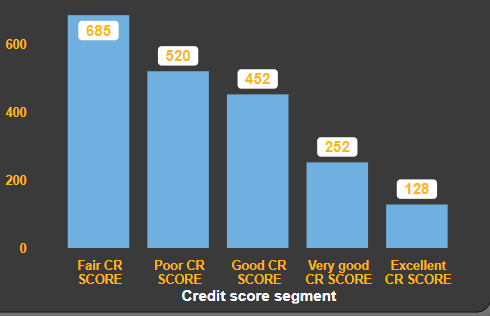 600
400
200
0
685
520
452
252
128
Fair CR
SCORE
Poor CR
SCORE
Good CR
SCORE
Very good
CR SCORE
Excellent
CR SCORE
Credit score segment